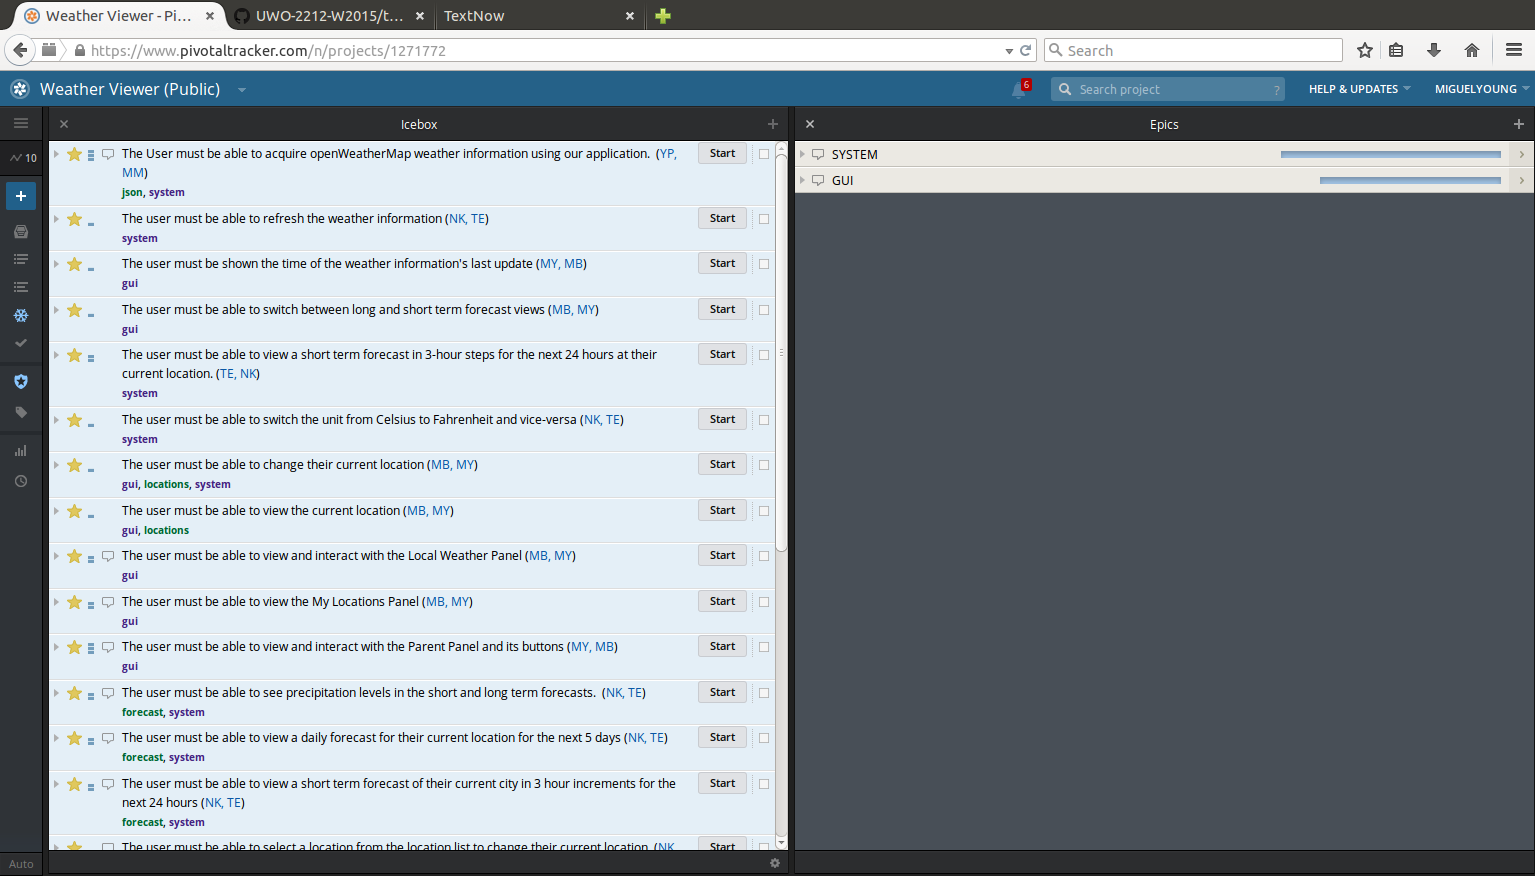 Weather Viewer - Pi...
UWO-2212-W2015/t...
TextNow
https://www.pivotaltracker.com/n/projects/1271772
Search
Weather Viewer (Public)
6
Search project
?
HELP & UPDATES
MIGUELYOUNG
Icebox
Epics
10
The User must be able to acquire openWeatherMap weather information using our application. (YP,
MM)
Start
json, system
The user must be able to refresh the weather information (NK, TE)
Start
system
The user must be shown the time of the weather information's last update (MY, MB)
Start
gui
The user must be able to switch between long and short term forecast views (MB, MY)
Start
gui
The user must be able to view a short term forecast in 3-hour steps for the next 24 hours at their
current location. (TE, NK)
Start
system
The user must be able to switch the unit from Celsius to Fahrenheit and vice-versa (NK, TE)
Start
system
The user must be able to change their current location (MB, MY)
Start
gui, locations, system
The user must be able to view the current location (MB, MY)
Start
gui, locations
The user must be able to view and interact with the Local Weather Panel (MB, MY)
Start
gui
The user must be able to view the My Locations Panel (MB, MY)
Start
gui
The user must be able to view and interact with the Parent Panel and its buttons (MY, MB)
Start
gui
The user must be able to see precipitation levels in the short and long term forecasts. (NK, TE)
Start
forecast, system
The user must be able to view a daily forecast for their current location for the next 5 days (NK, TE)
Start
forecast, system
The user must be able to view a short term forecast of their current city in 3 hour increments for the
next 24 hours (NK, TE)
Start
forecast, system
The user must be able to select a location from the location list to change their current location. (NK,
Start
SYSTEM
GUI
Auto